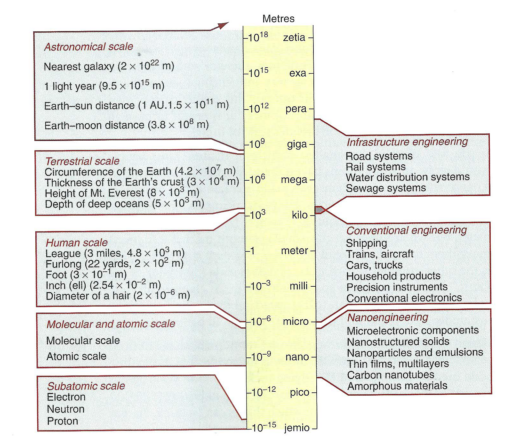 Metres
10¹⁸ zetia
10¹⁵ exa
10¹² pera
10⁹ giga
10⁶ mega
10³ kilo
1 meter
10⁻³ milli
10⁻⁶ micro
10⁻⁹ nano
10⁻¹² pico
10⁻¹⁵ jemio
Astronomical scale
Nearest galaxy (2 × 10²² m)
1 light year (9.5 × 10¹⁵ m)
Earth–sun distance (1 AU.1.5 × 10¹¹ m)
Earth–moon distance (3.8 × 10⁸ m)
Terrestrial scale
Circumference of the Earth (4.2 × 10⁷ m)
Thickness of the Earth's crust (3 × 10⁴ m)
Height of Mt. Everest (8 × 10³ m)
Depth of deep oceans (5 × 10³ m)
Human scale
League (3 miles, 4.8 × 10³ m)
Furlong (22 yards, 2 × 10² m)
Foot (3 × 10⁻¹ m)
Inch (ell) (2.54 × 10⁻² m)
Diameter of a hair (2 × 10⁻⁶ m)
Molecular and atomic scale
Molecular scale
Atomic scale
Subatomic scale
Electron
Neutron
Proton
Infrastructure engineering
Road systems
Rail systems
Water distribution systems
Sewage systems
Conventional engineering
Shipping
Trains, aircraft
Cars, trucks
Household products
Precision instruments
Conventional electronics
Nanoengineering
Microelectronic components
Nanostructured solids
Nanoparticles and emulsions
Thin films, multilayers
Carbon nanotubes
Amorphous materials